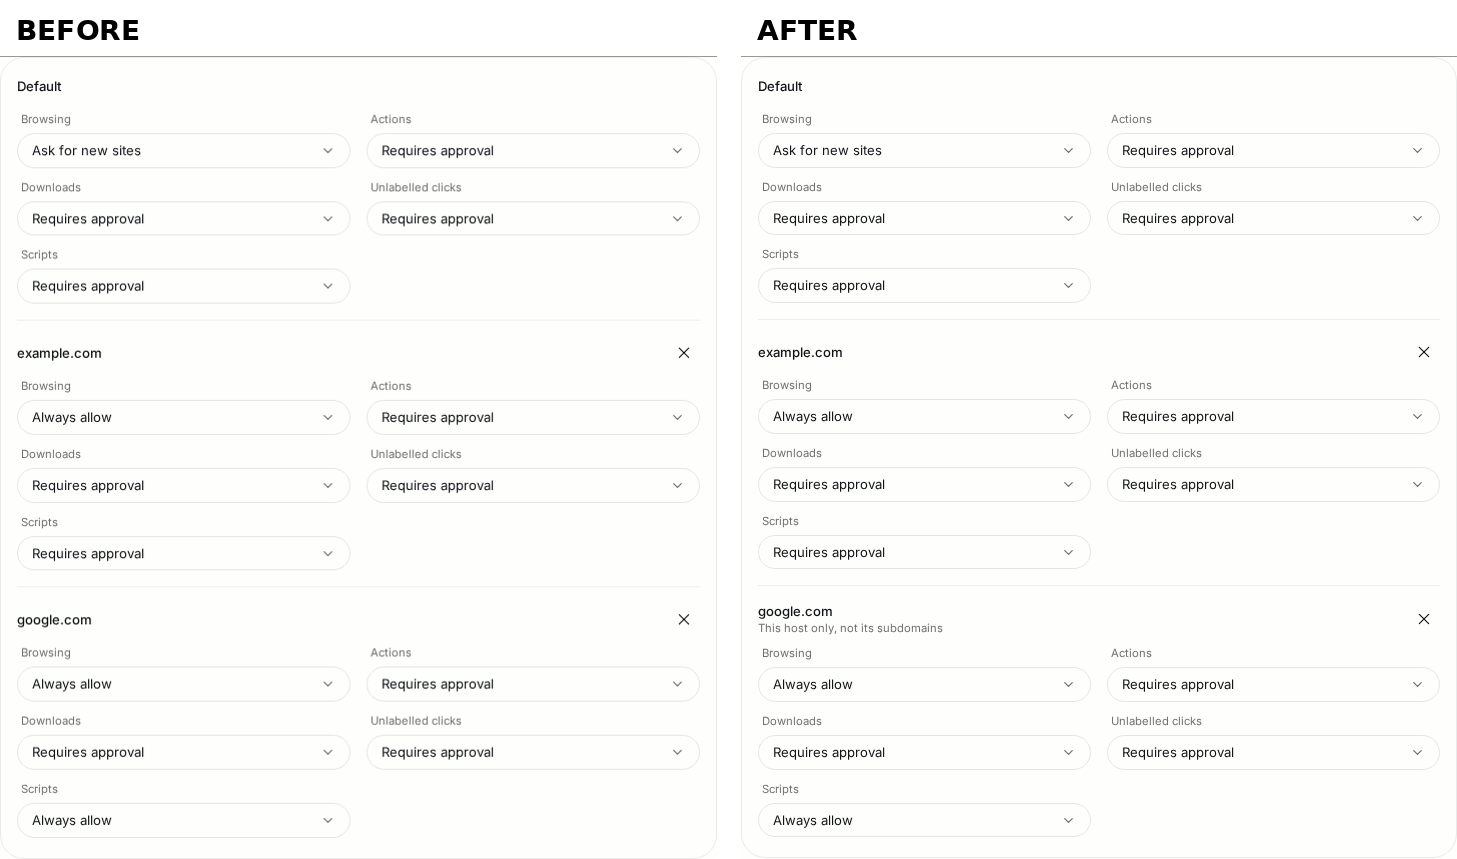 BEFORE
Default
Browsing
Actions
Ask for new sites
Requires approval
Downloads
Unlabelled clicks
Requires approval
Requires approval
Scripts
Requires approval
example.com
Browsing
Actions
Always allow
Requires approval
Downloads
Unlabelled clicks
Requires approval
Requires approval
Scripts
Requires approval
google.com
Browsing
Actions
Always allow
Requires approval
Downloads
Unlabelled clicks
Requires approval
Requires approval
Scripts
Always allow
AFTER
Default
Browsing
Actions
Ask for new sites
Requires approval
Downloads
Unlabelled clicks
Requires approval
Requires approval
Scripts
Requires approval
example.com
Browsing
Actions
Always allow
Requires approval
Downloads
Unlabelled clicks
Requires approval
Requires approval
Scripts
Requires approval
google.com
This host only, not its subdomains
Browsing
Actions
Always allow
Requires approval
Downloads
Unlabelled clicks
Requires approval
Requires approval
Scripts
Always allow